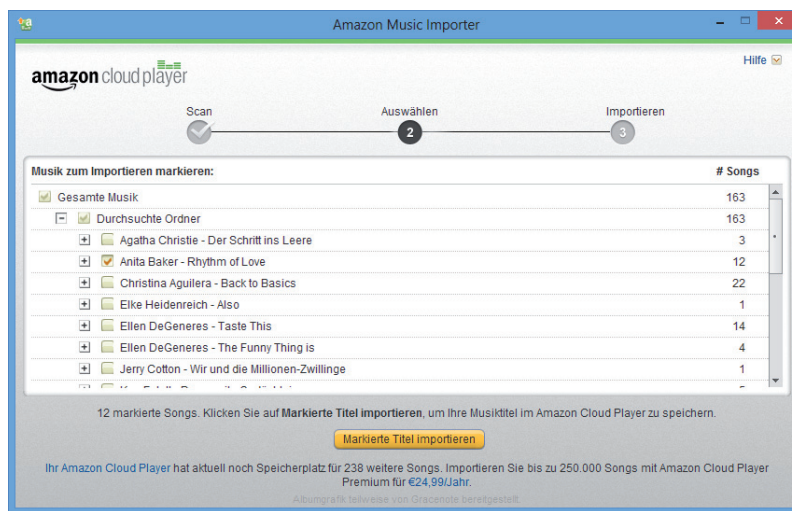 Amazon Music Importer
Hilfe
amazon cloud player
Scan
Auswählen
Importieren
2
3
Musik zum Importieren markieren:
# Songs
Gesamte Musik 163
Durchsuchte Ordner 163
Agatha Christie - Der Schritt ins Leere 3
Anita Baker - Rhythm of Love 12
Christina Aguilera - Back to Basics 22
Elke Heidenreich - Also 1
Ellen DeGeneres - Taste This 14
Ellen DeGeneres - The Funny Thing is 4
Jerry Cotton - Wir und die Millionen-Zwillinge 1
12 markierte Songs. Klicken Sie auf Markierte Titel importieren, um Ihre Musiktitel im Amazon Cloud Player zu speichern.
Markierte Titel importieren
Ihr Amazon Cloud Player hat aktuell noch Speicherplatz für 238 weitere Songs. Importieren Sie bis zu 250.000 Songs mit Amazon Cloud Player
Premium für €24,99/Jahr.
Albumgrafik teilweise von Gracenote bereitgestellt.